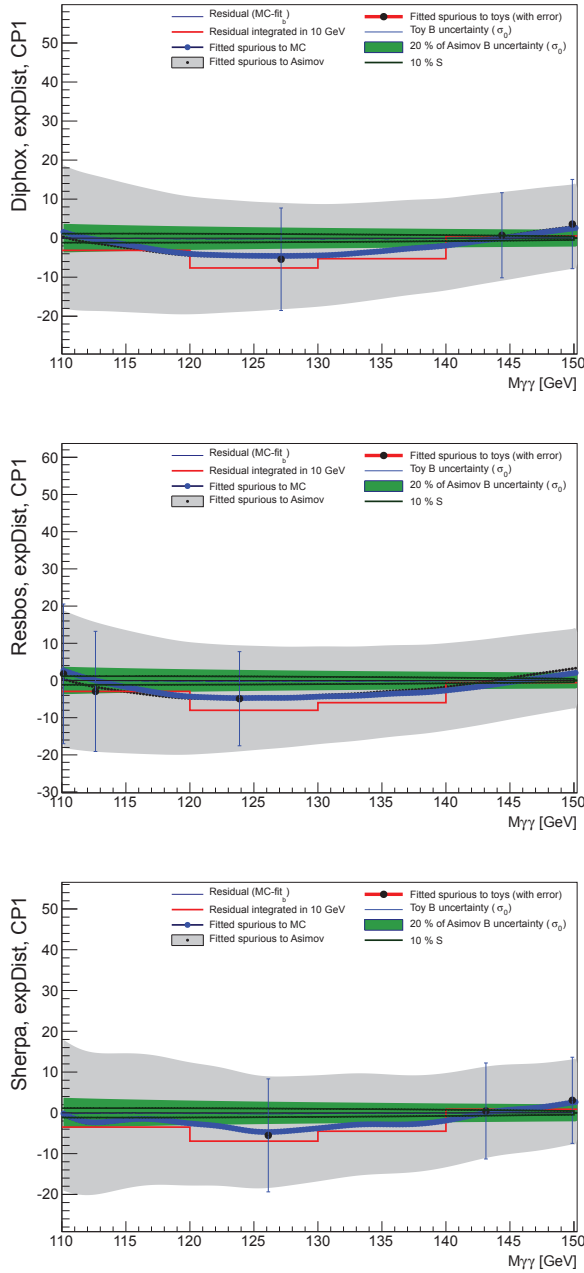 Diphox, expDist, CP1
Residual (MC-fit_b)
Residual integrated in 10 GeV
Fitted spurious to MC
Fitted spurious to Asimov
Fitted spurious to toys (with error)
Toy B uncertainty (σ0)
20 % of Asimov B uncertainty (σ0)
10 % S
50
40
30
20
10
0
-10
-20
110 115 120 125 130 135 140 145 150
Mγγ [GeV]
Resbos, expDist, CP1
Residual (MC-fit_b)
Residual integrated in 10 GeV
Fitted spurious to MC
Fitted spurious to Asimov
Fitted spurious to toys (with error)
Toy B uncertainty (σ0)
20 % of Asimov B uncertainty (σ0)
10 % S
60
50
40
30
20
10
0
-10
-20
-30
110 115 120 125 130 135 140 145 150
Mγγ [GeV]
Sherpa, expDist, CP1
Residual (MC-fit_b)
Residual integrated in 10 GeV
Fitted spurious to MC
Fitted spurious to Asimov
Fitted spurious to toys (with error)
Toy B uncertainty (σ0)
20 % of Asimov B uncertainty (σ0)
10 % S
50
40
30
20
10
0
-10
-20
110 115 120 125 130 135 140 145 150
Mγγ [GeV]